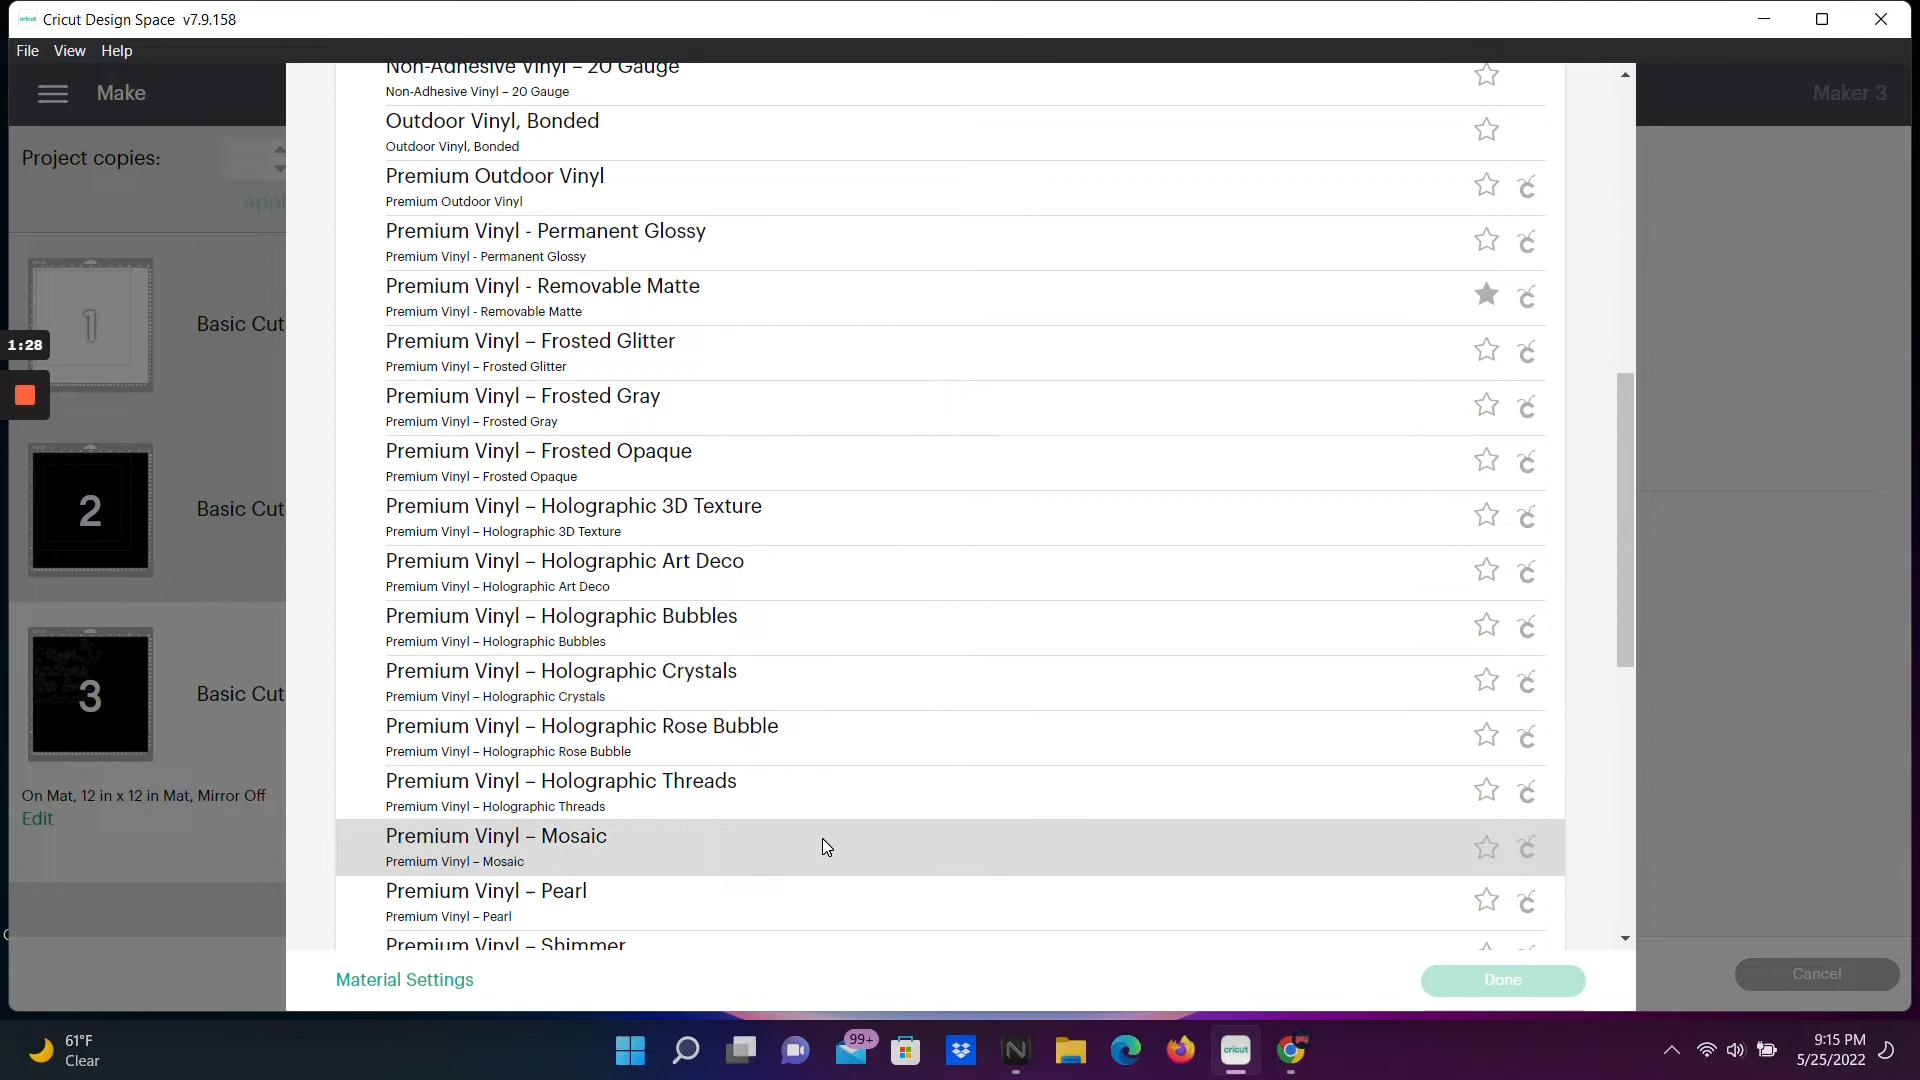 cricut Cricut Design Space v7.9.158
File View Help
Make
Maker 3
Project copies:
1
Basic Cut
1:28
2
Basic Cut
3
Basic Cut
On Mat, 12 in x 12 in Mat, Mirror Off
Edit
Non-Adhesive Vinyl – 20 Gauge
Non-Adhesive Vinyl – 20 Gauge
Outdoor Vinyl, Bonded
Outdoor Vinyl, Bonded
Premium Outdoor Vinyl
Premium Outdoor Vinyl
Premium Vinyl - Permanent Glossy
Premium Vinyl - Permanent Glossy
Premium Vinyl - Removable Matte
Premium Vinyl - Removable Matte
Premium Vinyl – Frosted Glitter
Premium Vinyl – Frosted Glitter
Premium Vinyl – Frosted Gray
Premium Vinyl – Frosted Gray
Premium Vinyl – Frosted Opaque
Premium Vinyl – Frosted Opaque
Premium Vinyl – Holographic 3D Texture
Premium Vinyl – Holographic 3D Texture
Premium Vinyl – Holographic Art Deco
Premium Vinyl – Holographic Art Deco
Premium Vinyl – Holographic Bubbles
Premium Vinyl – Holographic Bubbles
Premium Vinyl – Holographic Crystals
Premium Vinyl – Holographic Crystals
Premium Vinyl – Holographic Rose Bubble
Premium Vinyl – Holographic Rose Bubble
Premium Vinyl – Holographic Threads
Premium Vinyl – Holographic Threads
Premium Vinyl – Mosaic
Premium Vinyl – Mosaic
Premium Vinyl – Pearl
Premium Vinyl – Pearl
Premium Vinyl – Shimmer
Material Settings
Done
Cancel
61°F
Clear
99+
cricut
9:15 PM
5/25/2022